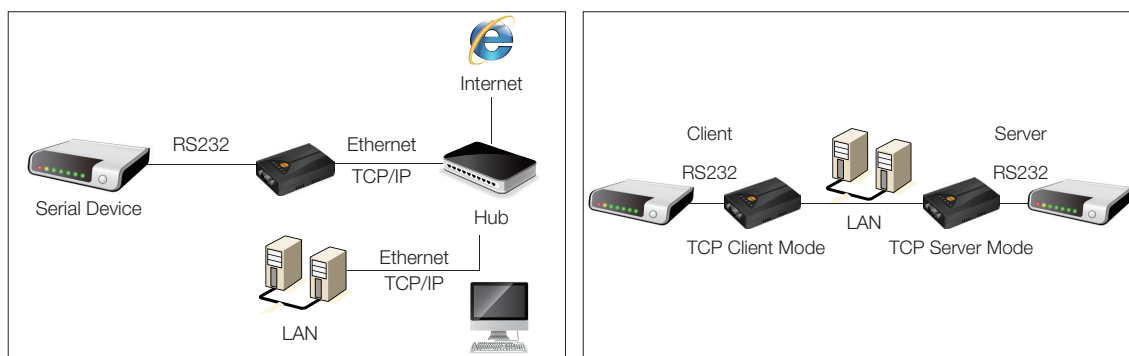 Internet
RS232
Ethernet
TCP/IP
Serial Device
Hub
Ethernet
TCP/IP
LAN
Client
Server
RS232
RS232
LAN
TCP Client Mode
TCP Server Mode